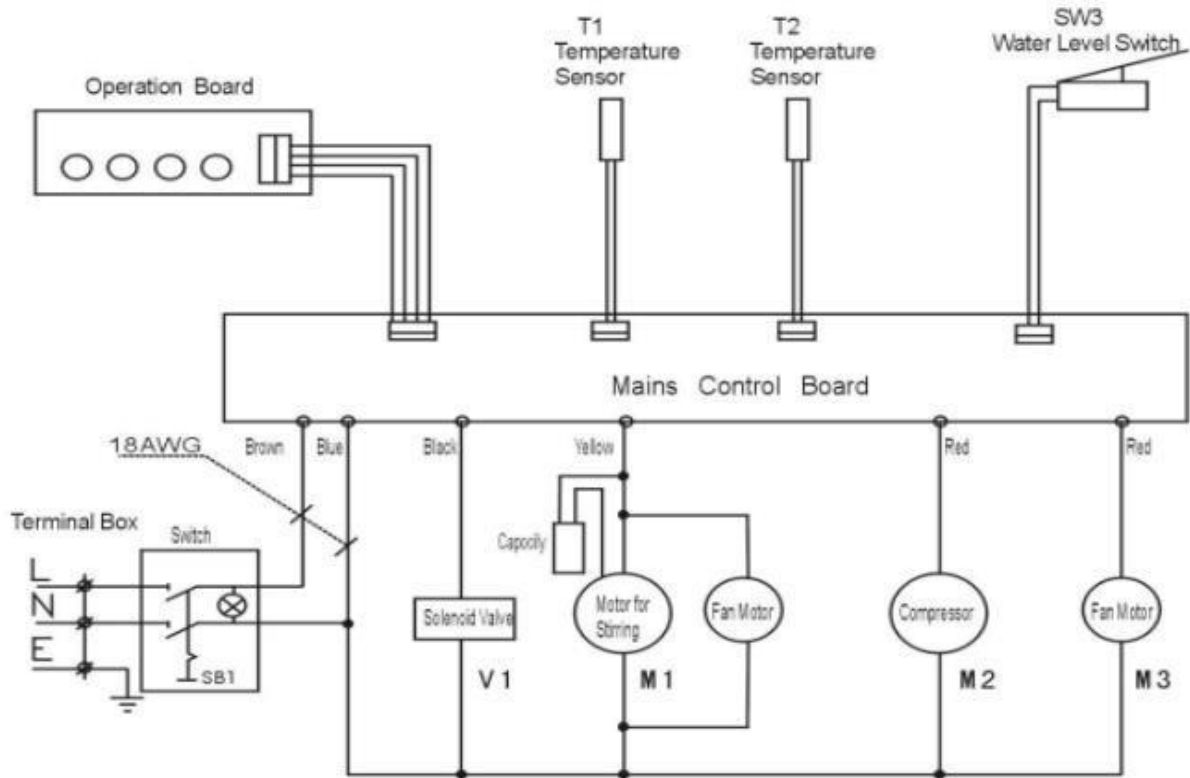 T1
Temperature
Sensor
T2
Temperature
Sensor
SW3
Water Level Switch
Operation Board
Mains Control Board
18AWG
Brown
Blue
Black
Yellow
Red
Red
Terminal Box
Switch
Capocily
L
N
E
SB1
Solenoid Valve
Motor for
Stirring
Fan Motor
Compressor
Fan Motor
V1
M1
M2
M3